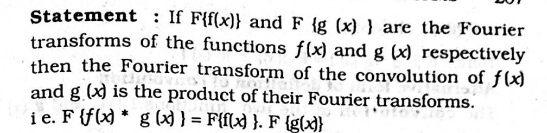 Statement : If F{f(x)} and F {g (x) } are the Fourier
transforms of the functions f(x) and g (x) respectively
then the Fourier transform of the convolution of f(x)
and g (x) is the product of their Fourier transforms.
i e. F {f(x) * g (x) } = F{f(x) }. F {g(x)}